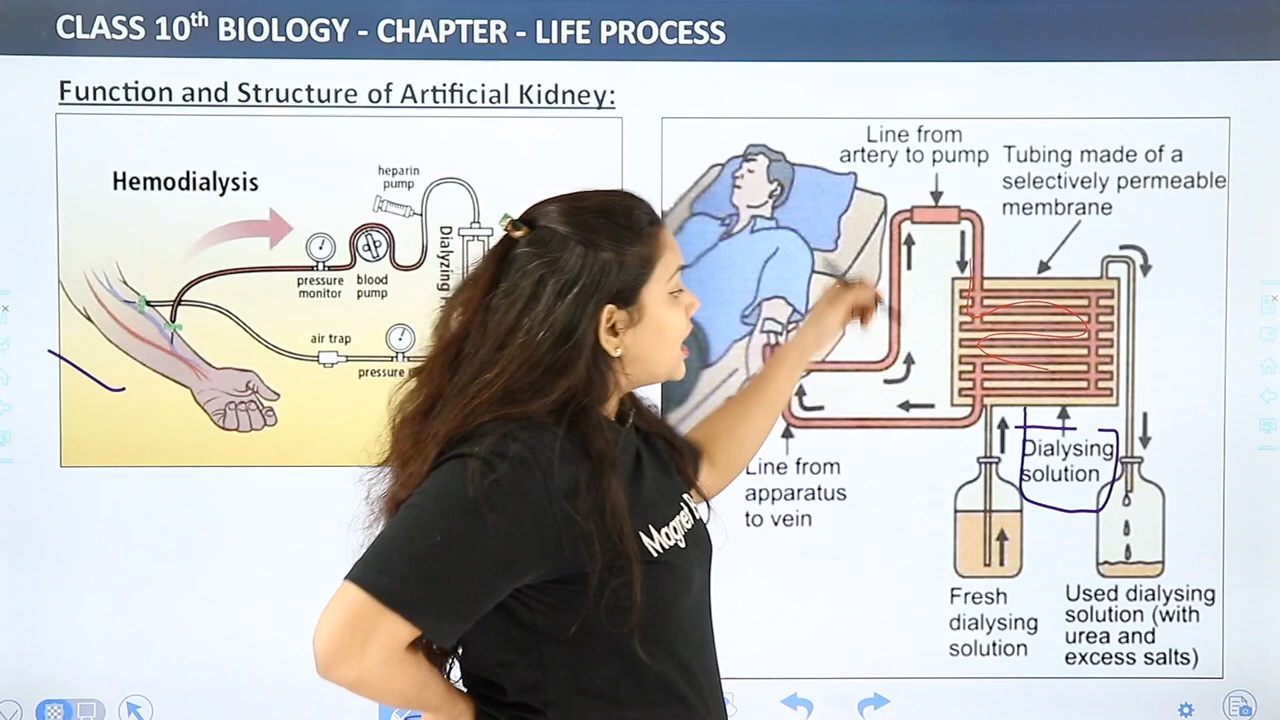 CLASS 10th BIOLOGY - CHAPTER - LIFE PROCESS
Function and Structure of Artificial Kidney:
Hemodialysis
heparin
pump
pressure
monitor
blood
pump
air trap
pressure
Line from
artery to pump
Tubing made of a
selectively permeable
membrane
Line from
apparatus
to vein
Dialysing
solution
Fresh
dialysing
solution
Used dialysing
solution (with
urea and
excess salts)